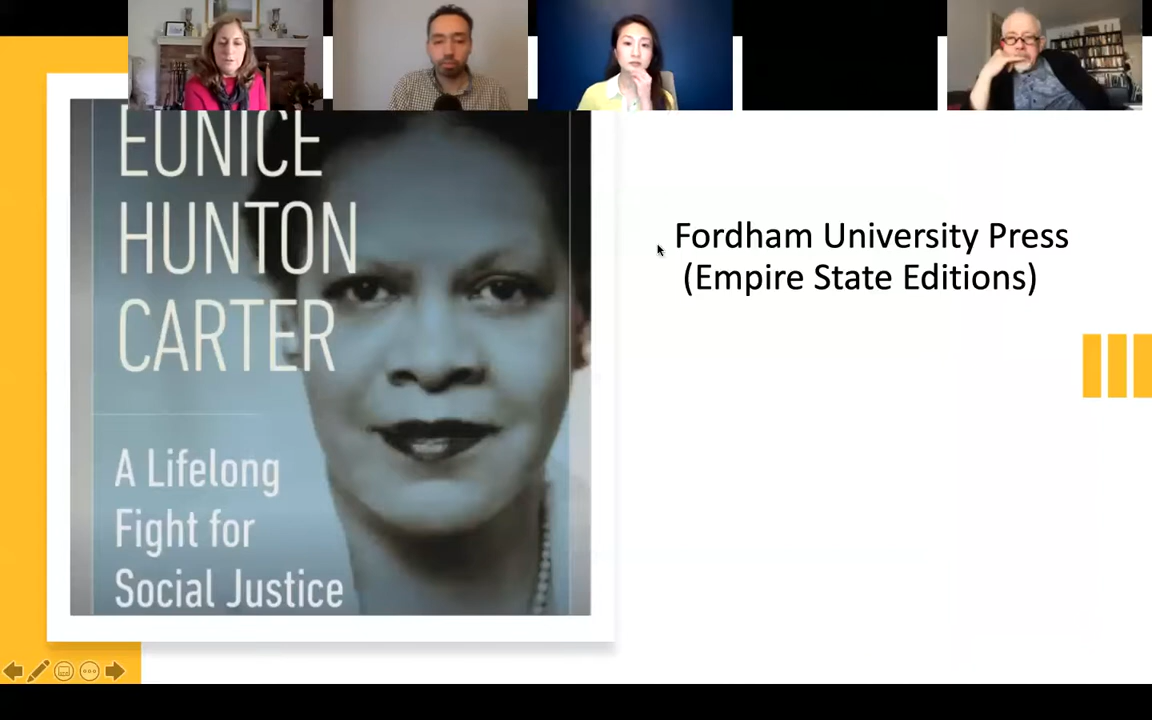 EUNICE
HUNTON
CARTER
A Lifelong
Fight for
Social Justice
Fordham University Press
(Empire State Editions)